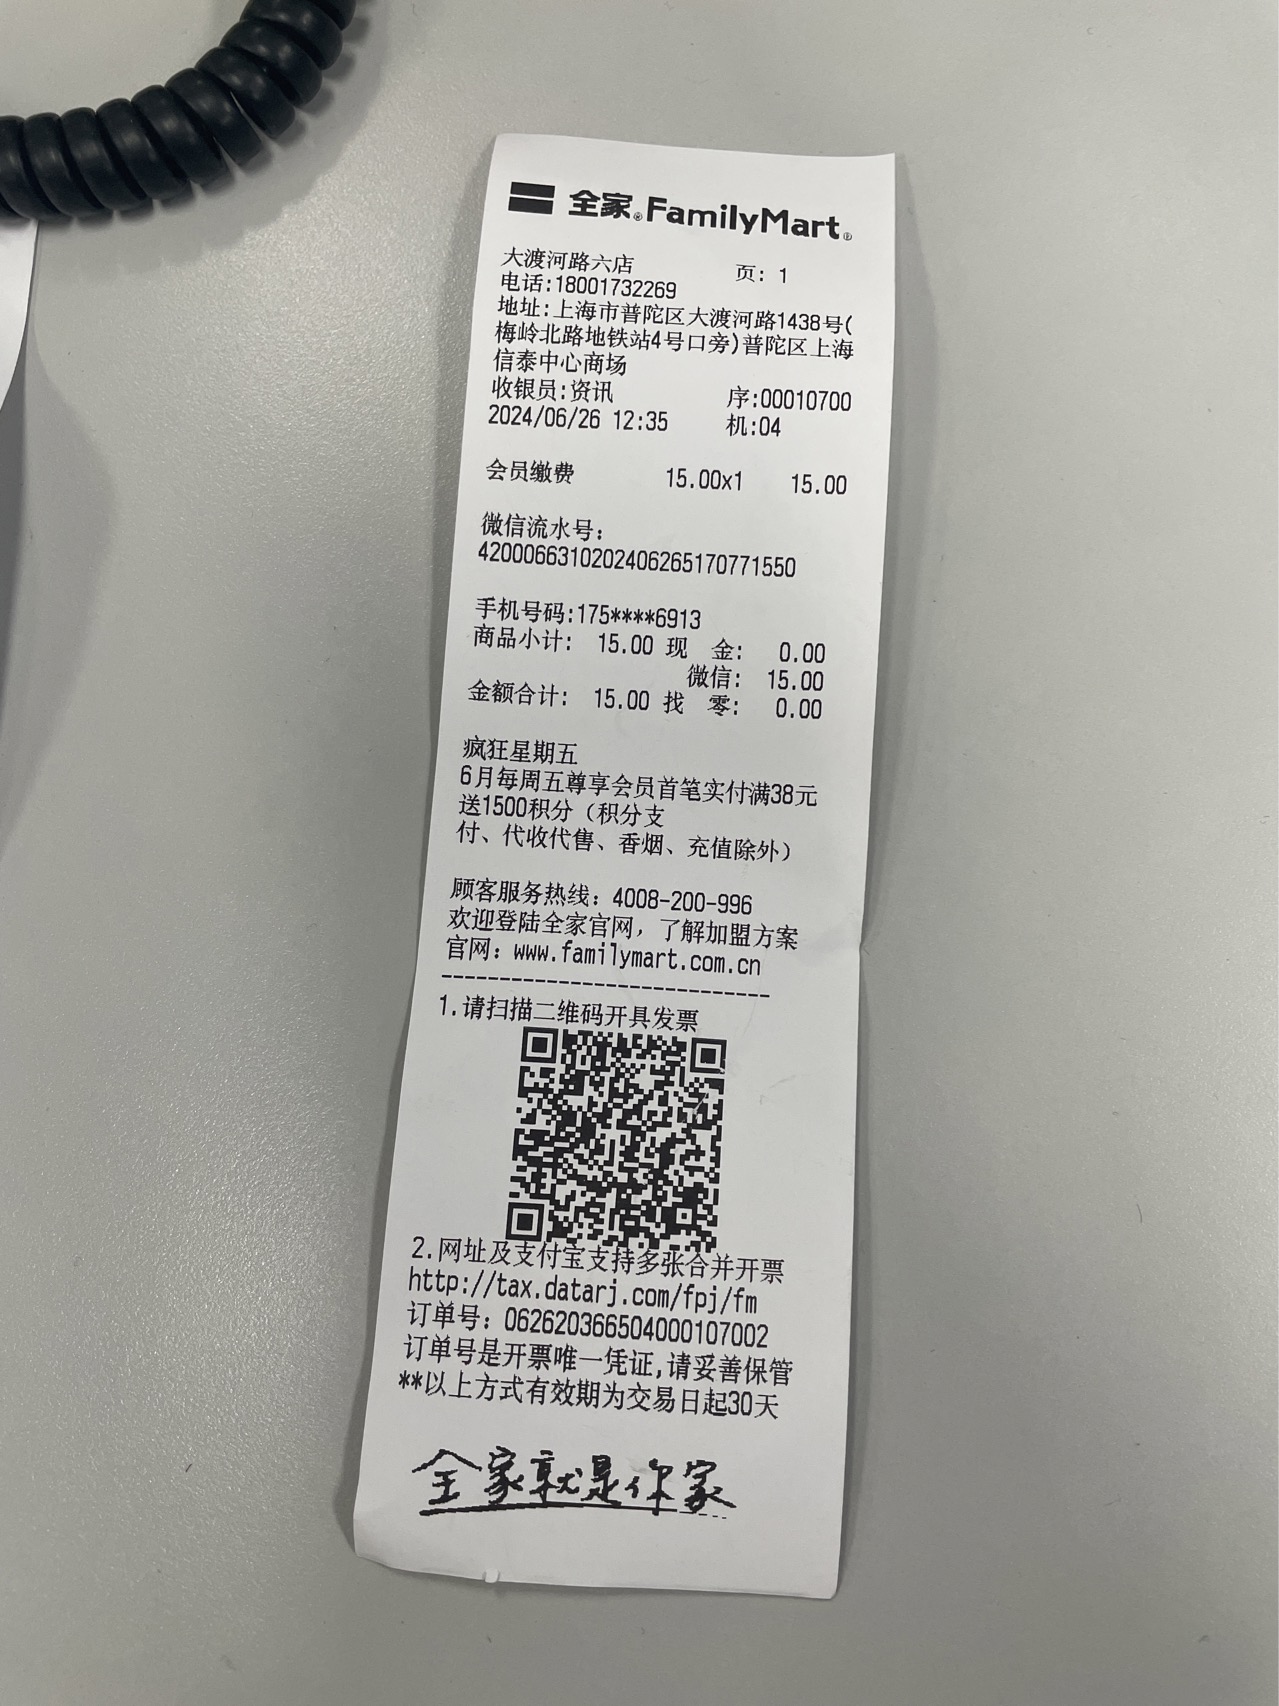 全家®FamilyMart®
大渡河路六店 页: 1
电话:18001732269
地址:上海市普陀区大渡河路1438号(
梅岭北路地铁站4号口旁)普陀区上海
信泰中心商场
收银员:资讯 序:00010700
2024/06/26 12:35 机:04
会员缴费 15.00x1 15.00
微信流水号:
4200066310202406265170771550
手机号码:175****6913
商品小计: 15.00 现 金: 0.00
微信: 15.00
金额合计: 15.00 找 零: 0.00
疯狂星期五
6月每周五尊享会员首笔实付满38元
送1500积分（积分支
付、代收代售、香烟、充值除外）
顾客服务热线: 4008-200-996
欢迎登陆全家官网，了解加盟方案
官网: www.familymart.com.cn
----------------------------
1.请扫描二维码开具发票
2.网址及支付宝支持多张合并开票
http://tax.datarj.com/fpj/fm
订单号: 062620366504000107002
订单号是开票唯一凭证,请妥善保管
**以上方式有效期为交易日起30天
全家就是你家